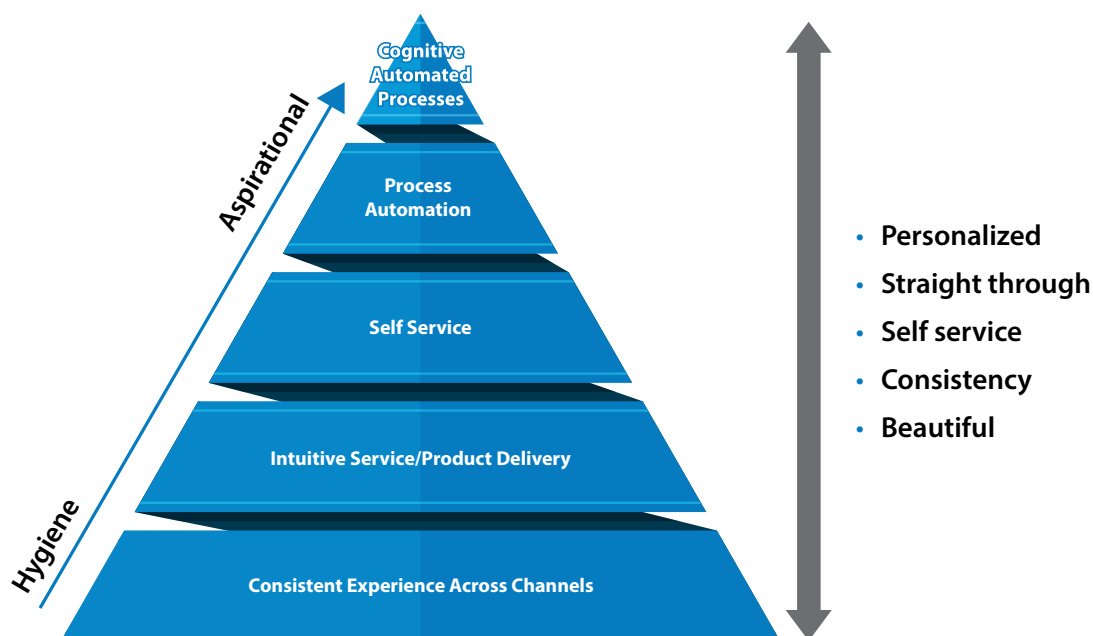 Cognitive
Automated
Processes
Aspirational
Process
Automation
Self Service
Intuitive Service/Product Delivery
Hygiene
Consistent Experience Across Channels
• Personalized
• Straight through
• Self service
• Consistency
• Beautiful